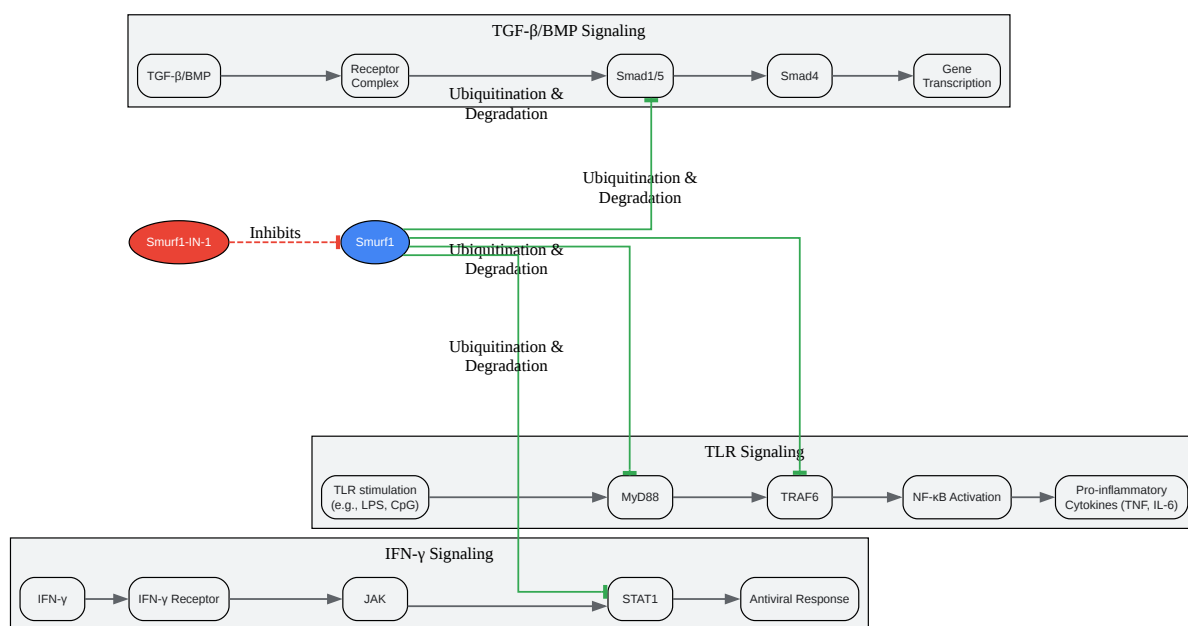 TGF-β/BMP Signaling
TGF-β/BMP
Receptor
Complex
Smad1/5
Smad4
Gene
Transcription
Ubiquitination &
Degradation
Ubiquitination &
Degradation
Smurf1-IN-1
Inhibits
Smurf1
Ubiquitination &
Degradation
Ubiquitination &
Degradation
TLR Signaling
TLR stimulation
(e.g., LPS, CpG)
MyD88
TRAF6
NF-κB Activation
Pro-inflammatory
Cytokines (TNF, IL-6)
IFN-γ Signaling
IFN-γ
IFN-γ Receptor
JAK
STAT1
Antiviral Response